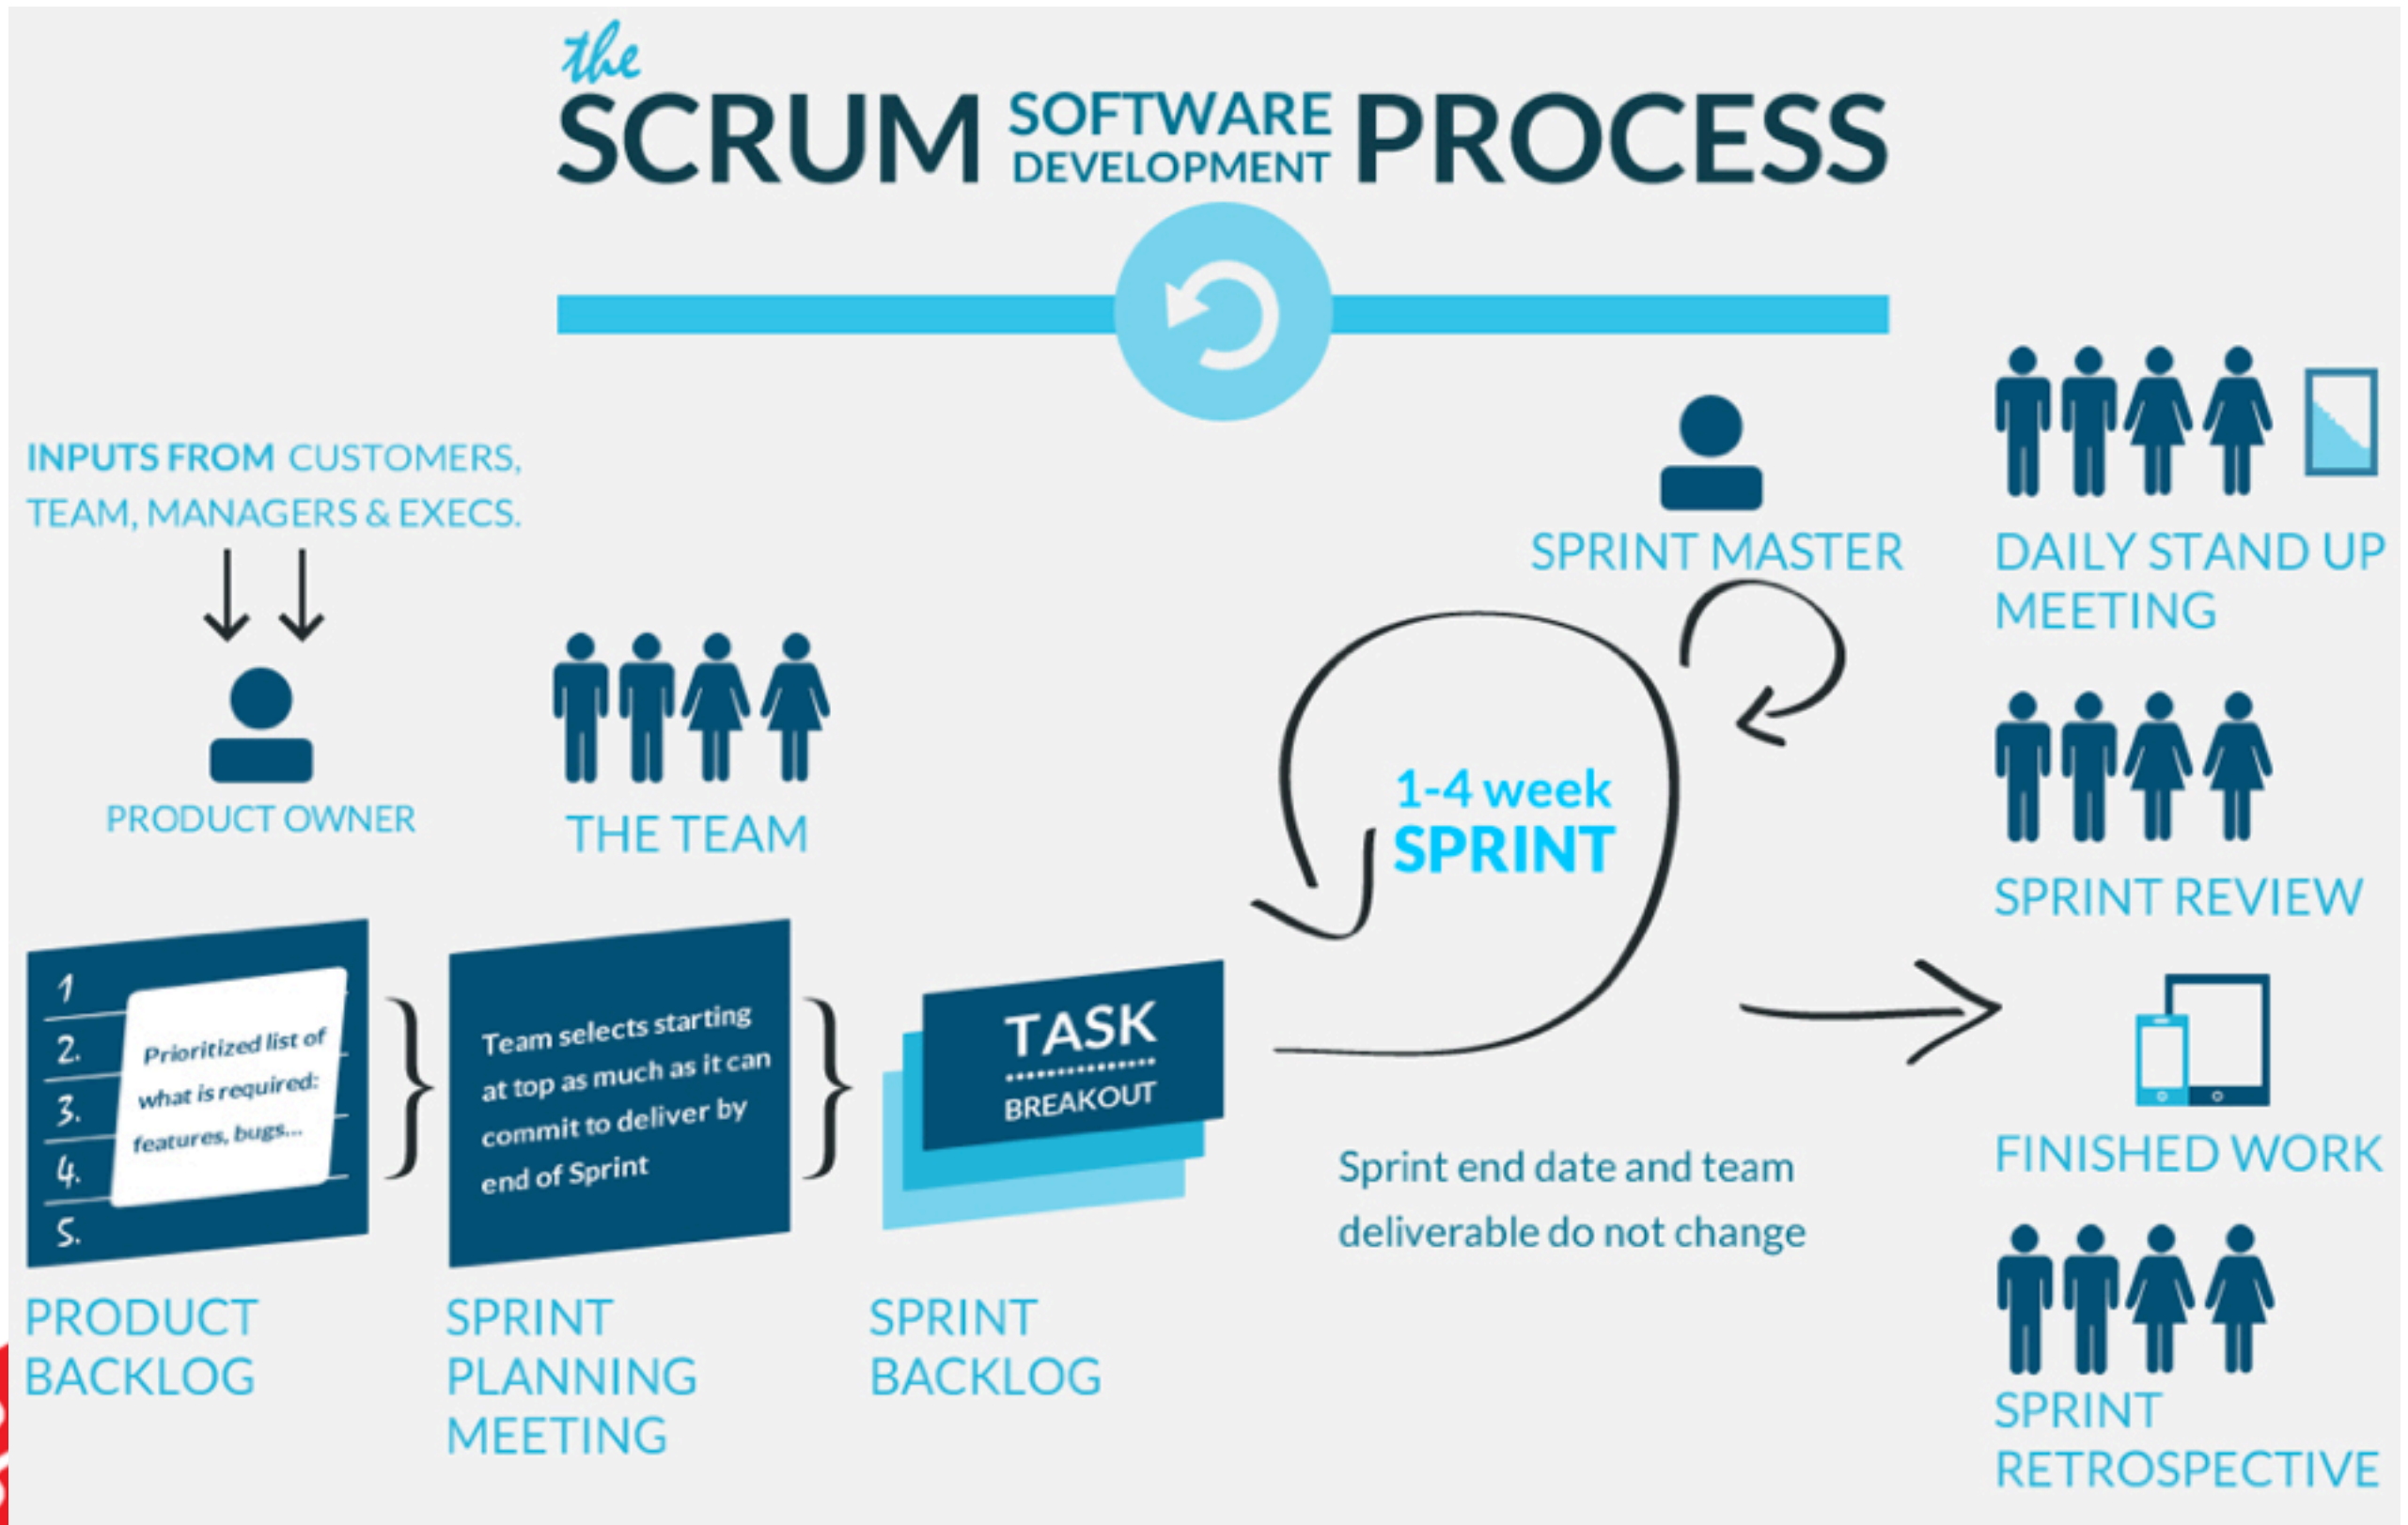 the
SCRUM SOFTWARE DEVELOPMENT PROCESS
INPUTS FROM CUSTOMERS,
TEAM, MANAGERS & EXECS.
PRODUCT OWNER
THE TEAM
1
2.
3.
4.
5.
Prioritized list of
what is required:
features, bugs...
PRODUCT
BACKLOG
Team selects starting
at top as much as it can
commit to deliver by
end of Sprint
SPRINT
PLANNING
MEETING
TASK
BREAKOUT
SPRINT
BACKLOG
1-4 week
SPRINT
Sprint end date and team
deliverable do not change
SPRINT MASTER
DAILY STAND UP
MEETING
SPRINT REVIEW
FINISHED WORK
SPRINT
RETROSPECTIVE